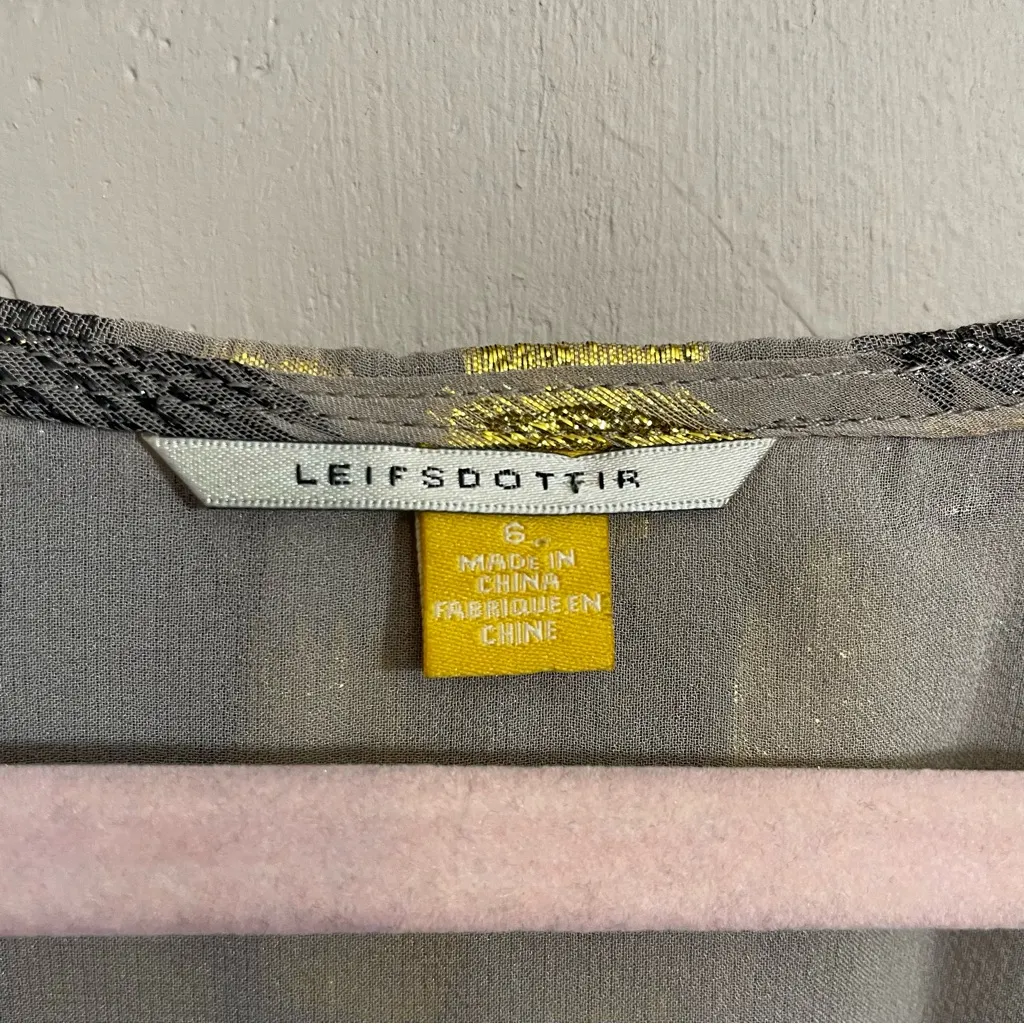 LEIFSDOTTIR
6
MADE IN
CHINA
FABRIQUE EN
CHINE